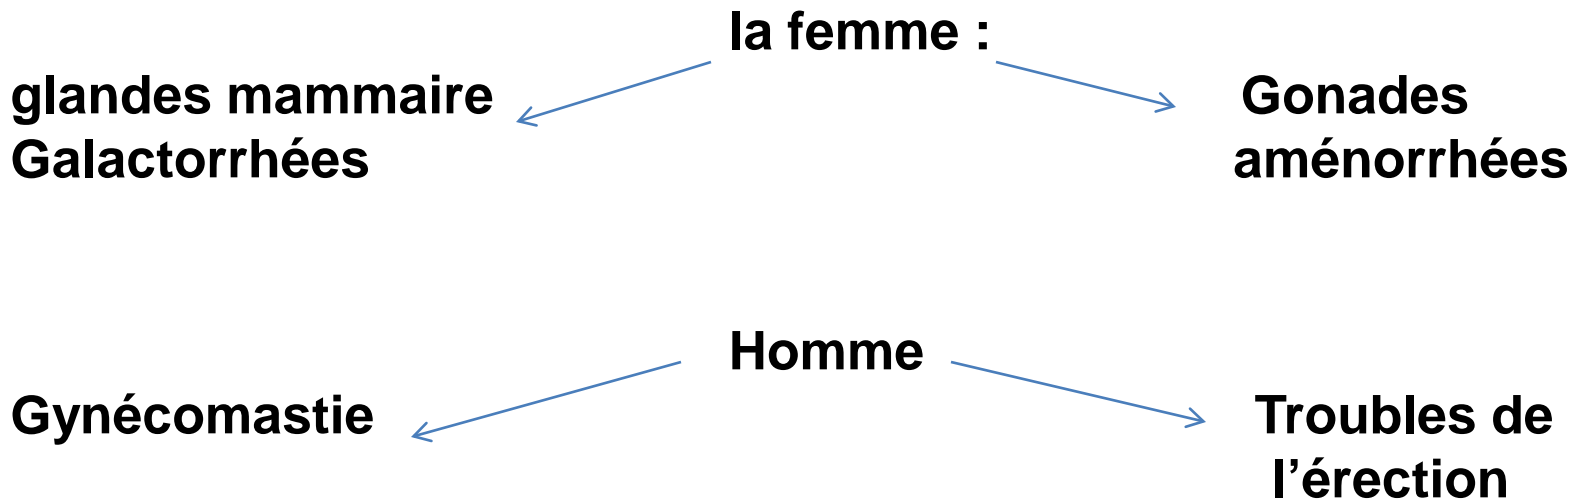 la femme :
glandes mammaire
Galactorrhées
Gonades
aménorrhées
Homme
Gynécomastie
Troubles de
l’érection